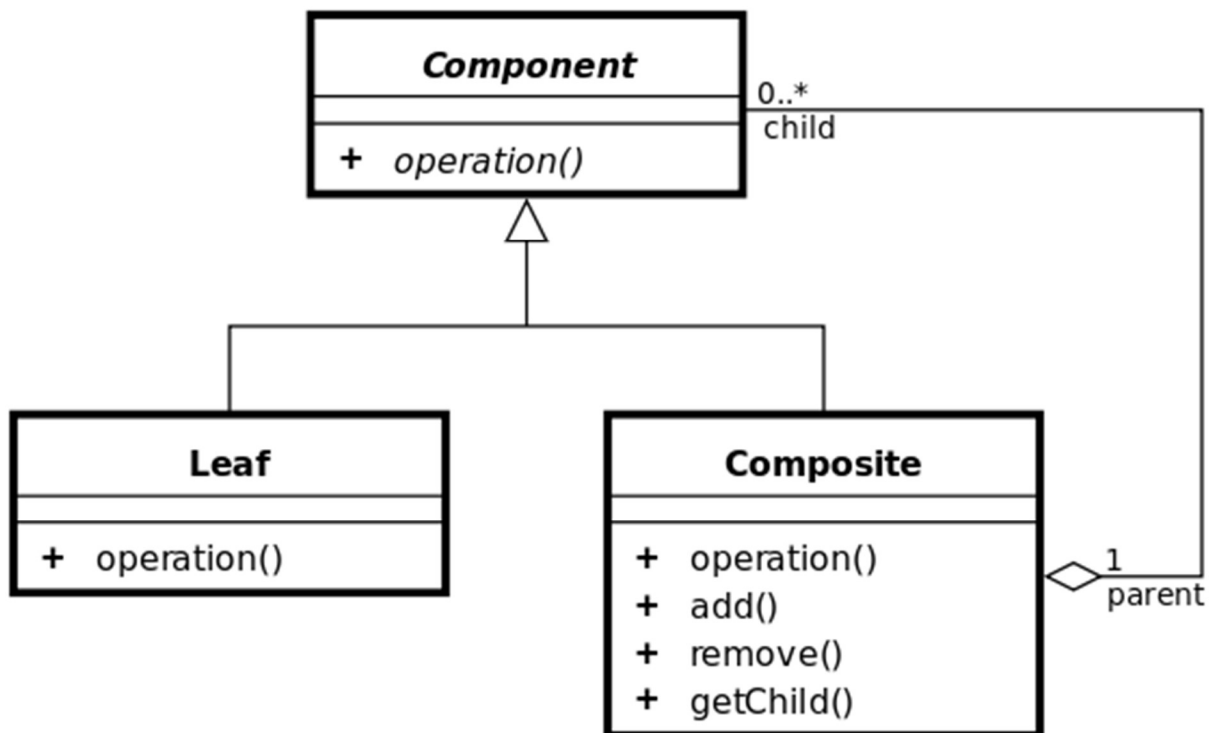 Component
0..*
child
+ operation()
Leaf
+ operation()
Composite
+ operation()
+ add()
+ remove()
+ getChild()
1
parent